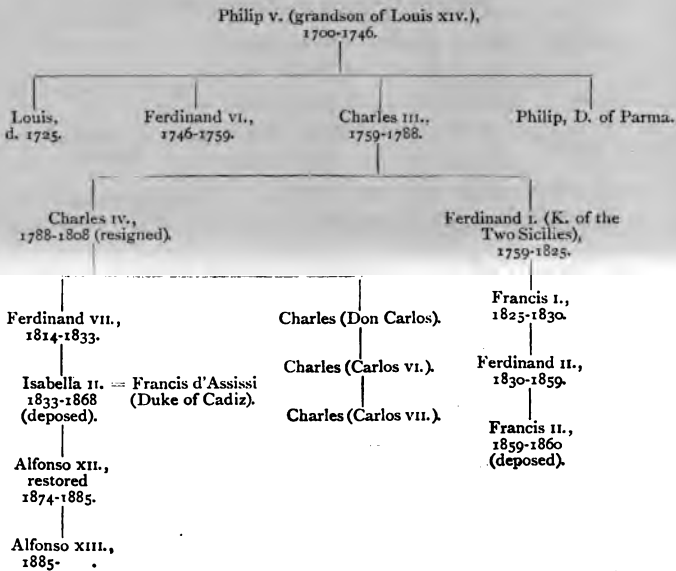 Philip v. (grandson of Louis xiv.),
1700-1746.
Louis,
d. 1725.
Ferdinand vi.,
1746-1759.
Charles iii.,
1759-1788.
Philip, D. of Parma.
Charles iv.,
1788-1808 (resigned).
Ferdinand i. (K. of the
Two Sicilies),
1759-1825.
Ferdinand vii.,
1814-1833.
Charles (Don Carlos).
Francis i.,
1825-1830.
Isabella ii. = Francis d'Assissi
1833-1868 (Duke of Cadiz).
(deposed).
Charles (Carlos vi.).
Charles (Carlos vii.).
Ferdinand ii.,
1830-1859.
Francis ii.,
1859-1860
(deposed).
Alfonso xii.,
restored
1874-1885.
Alfonso xiii.,
1885- .